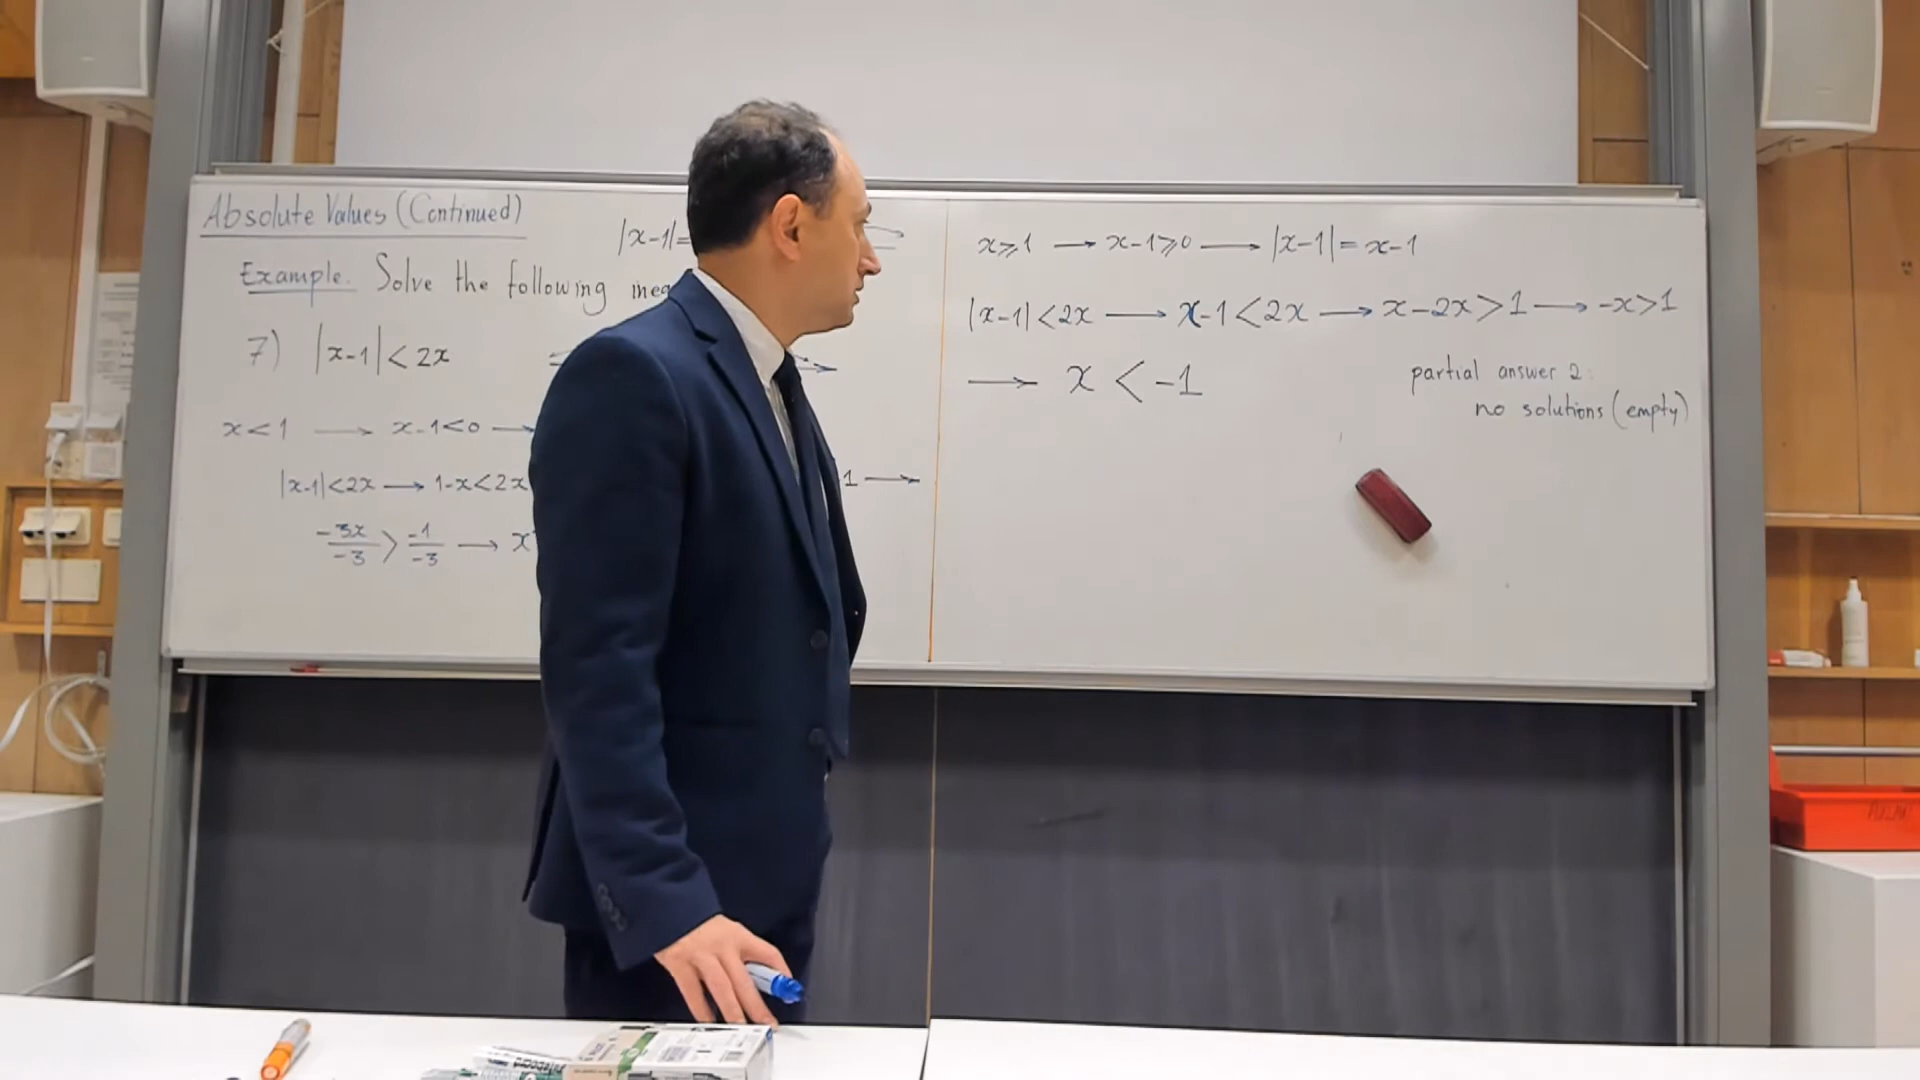 Absolute Values (Continued)
|x-1|=
Example. Solve the following
7) |x-1| < 2x
x < 1 → x-1<0 →
|x-1|<2x → 1-x<2x
1 →
-3x/-3 > -1/-3 → x
x⩾1 → x-1⩾0 → |x-1| = x-1
|x-1|<2x → x-1<2x → x-2x>1 → -x>1
→ x < -1
partial answer 2:
no solutions (empty)